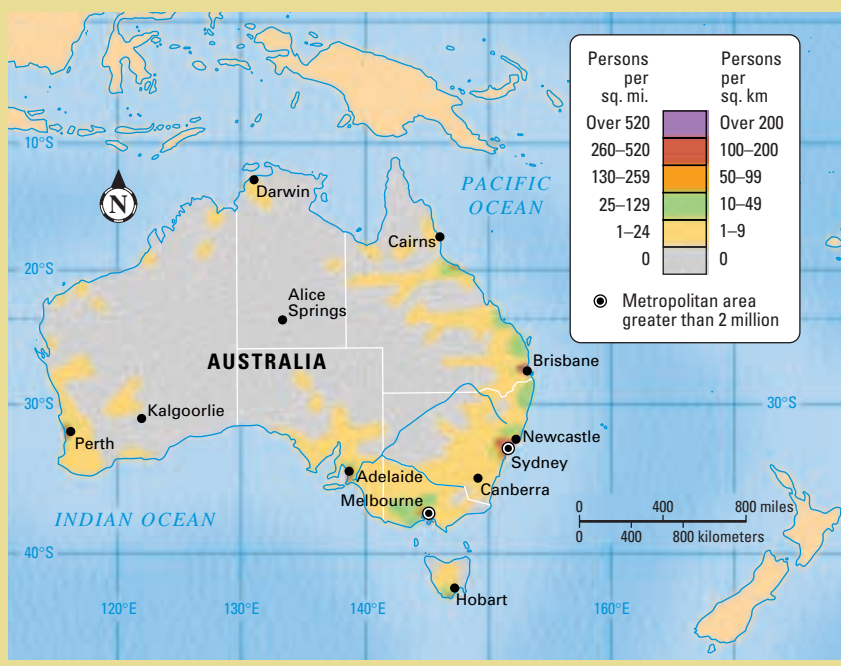 Persons
per
sq. mi.
Persons
per
sq. km
Over 520
Over 200
260–520
100–200
130–259
50–99
25–129
10–49
1–24
1–9
0
0
Metropolitan area
greater than 2 million
10°S
N
Darwin
PACIFIC
OCEAN
Cairns
20°S
Alice
Springs
AUSTRALIA
Brisbane
30°S
30°S
Kalgoorlie
Perth
Newcastle
Sydney
Adelaide
Canberra
Melbourne
INDIAN OCEAN
0 400 800 miles
0 400 800 kilometers
40°S
Hobart
120°E
130°E
140°E
160°E